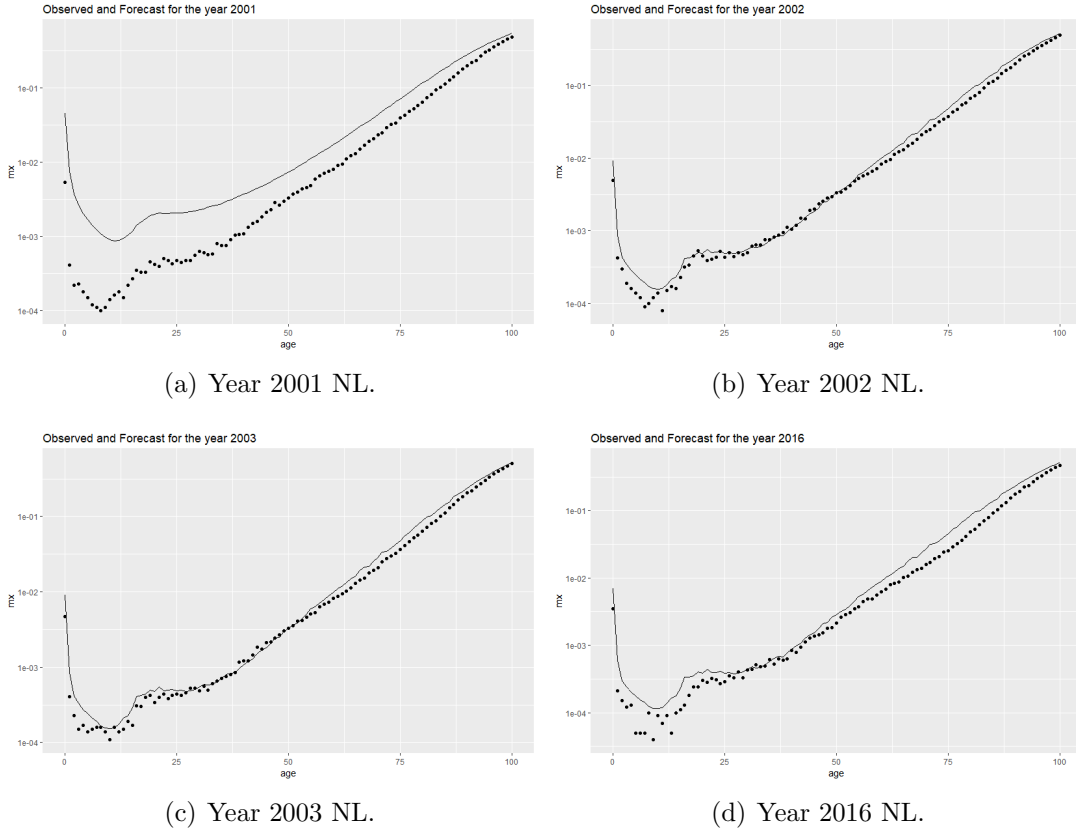 Observed and Forecast for the year 2001
mx
1e-01
1e-02
1e-03
1e-04
0 25 50 75 100
age
(a) Year 2001 NL.
Observed and Forecast for the year 2002
mx
1e-01
1e-02
1e-03
1e-04
0 25 50 75 100
age
(b) Year 2002 NL.
Observed and Forecast for the year 2003
mx
1e-01
1e-02
1e-03
1e-04
0 25 50 75 100
age
(c) Year 2003 NL.
Observed and Forecast for the year 2016
mx
1e-01
1e-02
1e-03
1e-04
0 25 50 75 100
age
(d) Year 2016 NL.